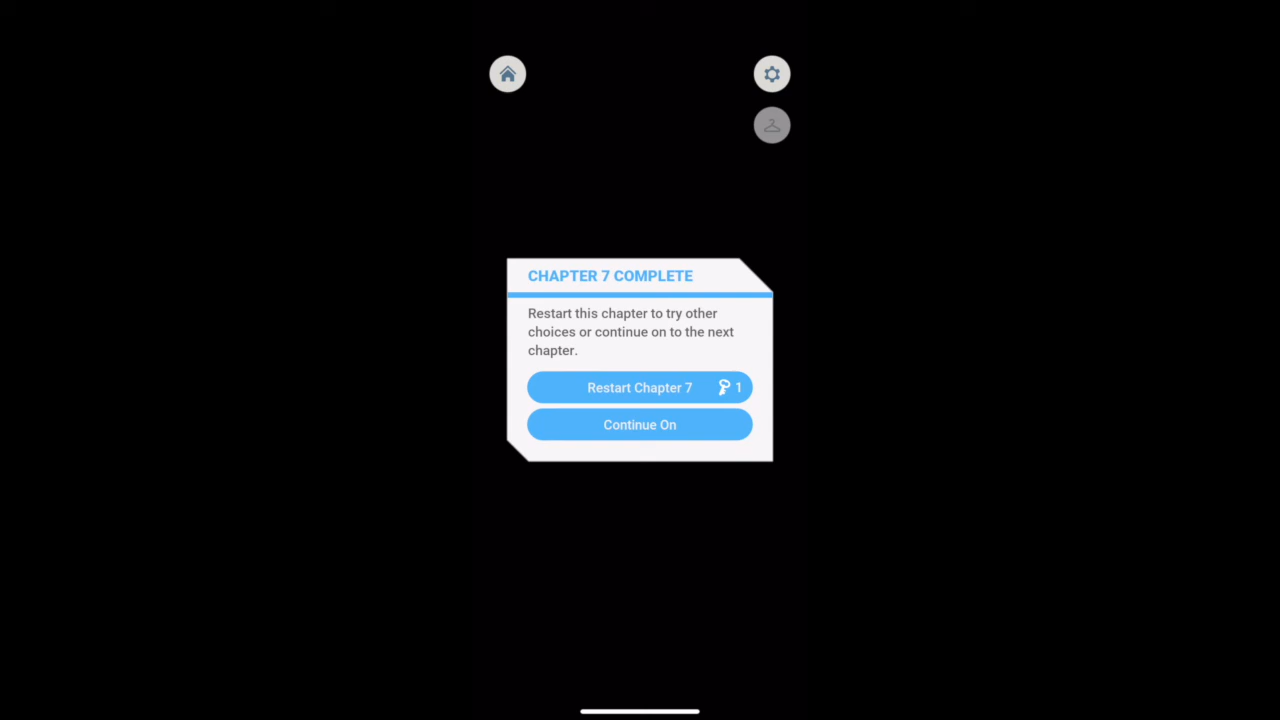 CHAPTER 7 COMPLETE
Restart this chapter to try other
choices or continue on to the next
chapter.
Restart Chapter 7 1
Continue On